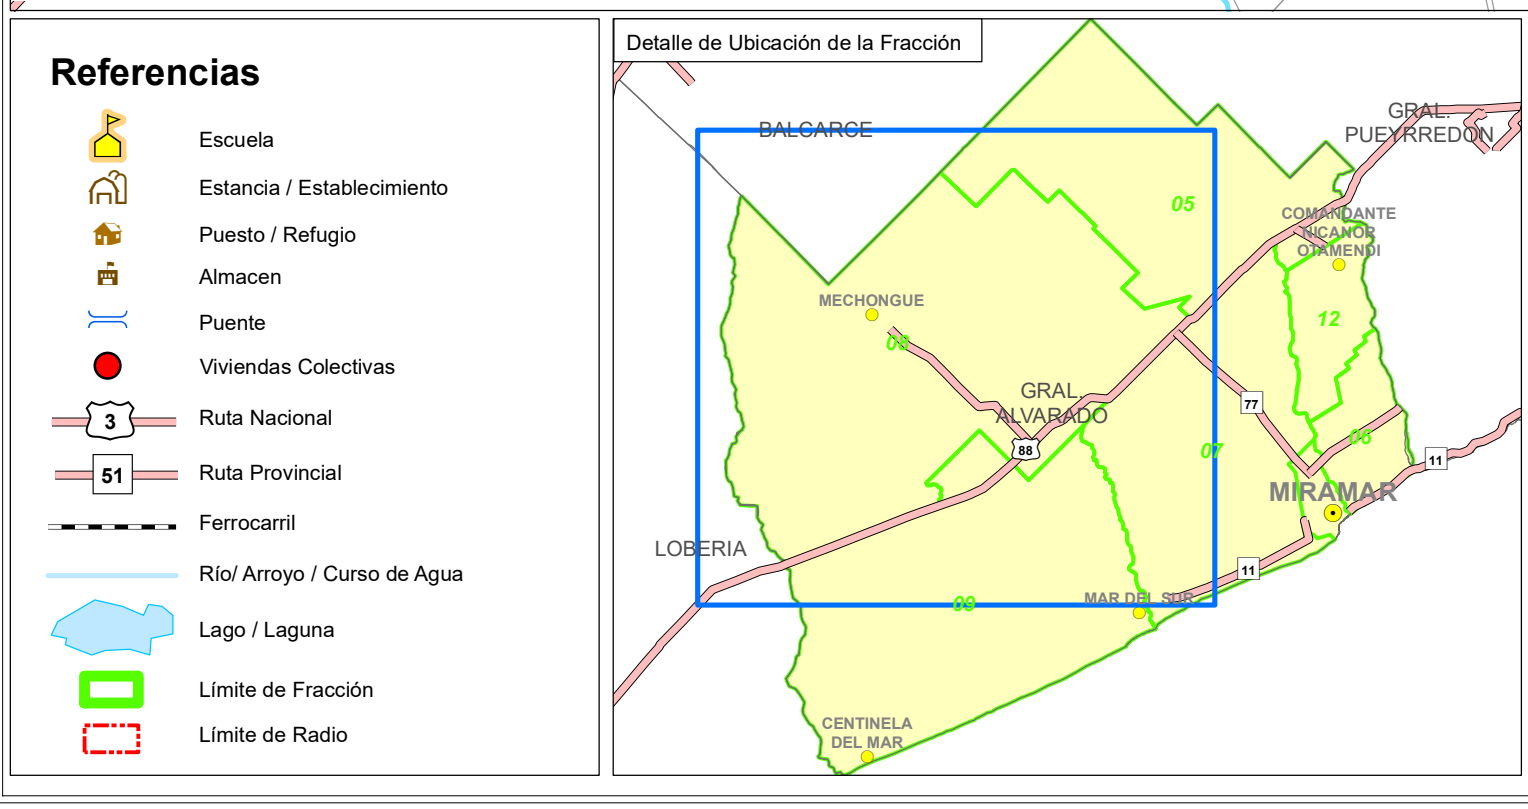 Referencias
Escuela
Estancia / Establecimiento
Puesto / Refugio
Almacen
Puente
Viviendas Colectivas
3
Ruta Nacional
51
Ruta Provincial
Ferrocarril
Río/ Arroyo / Curso de Agua
Lago / Laguna
Límite de Fracción
Límite de Radio
Detalle de Ubicación de la Fracción
BALCARCE
GRAL.
PUEYRREDON
05
COMANDANTE
NICANOR
OTAMENDI
MECHONGUE
12
08
GRAL.
ALVARADO
77
06
88
07
11
MIRAMAR
LOBERIA
11
09
MAR DEL SUR
CENTINELA
DEL MAR